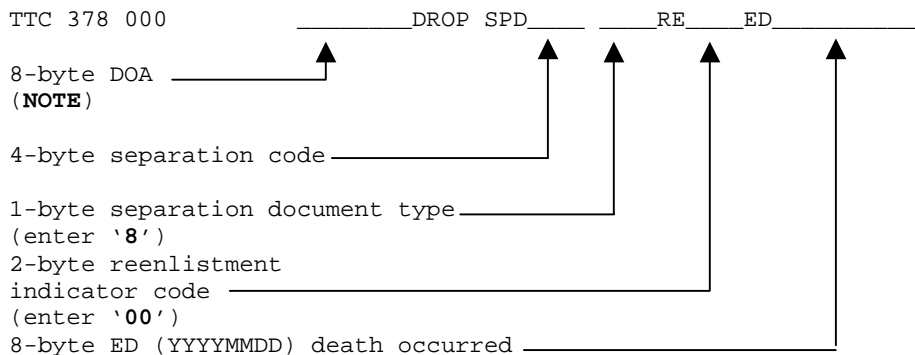 TTC 378 000 ________DROP SPD____ ____RE____ED__________
8-byte DOA
(NOTE)
4-byte separation code
1-byte separation document type
(enter ‘8’)
2-byte reenlistment
indicator code
(enter ‘00’)
8-byte ED (YYYYMMDD) death occurred